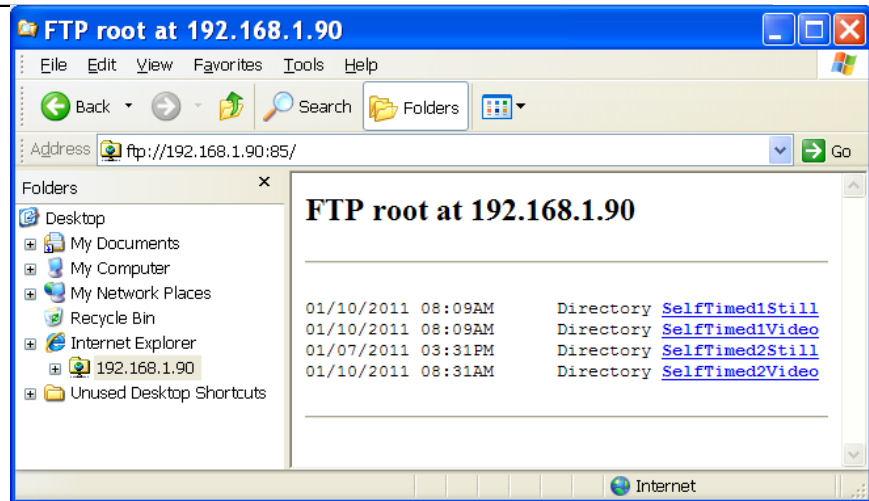 FTP root at 192.168.1.90
File Edit View Favorites Tools Help
Back Search Folders
Address ftp://192.168.1.90:85/ Go
Folders x
Desktop
My Documents
My Computer
My Network Places
Recycle Bin
Internet Explorer
192.168.1.90
Unused Desktop Shortcuts
FTP root at 192.168.1.90
01/10/2011 08:09AM Directory SelfTimed1Still
01/10/2011 08:09AM Directory SelfTimed1Video
01/07/2011 03:31PM Directory SelfTimed2Still
01/10/2011 08:31AM Directory SelfTimed2Video
Internet